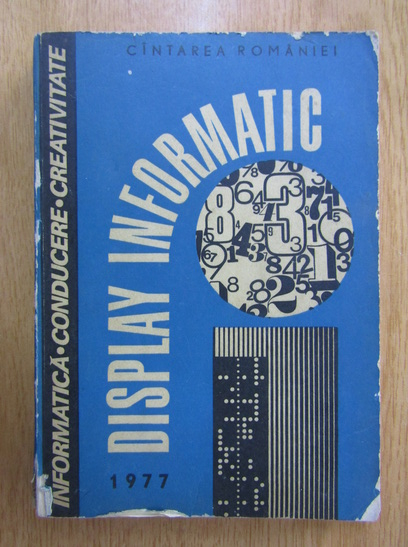 CÎNTAREA ROMÂNIEI
INFORMATICĂ•CONDUCERE•CREATIVITATE
DISPLAY INFORMATIC
1977